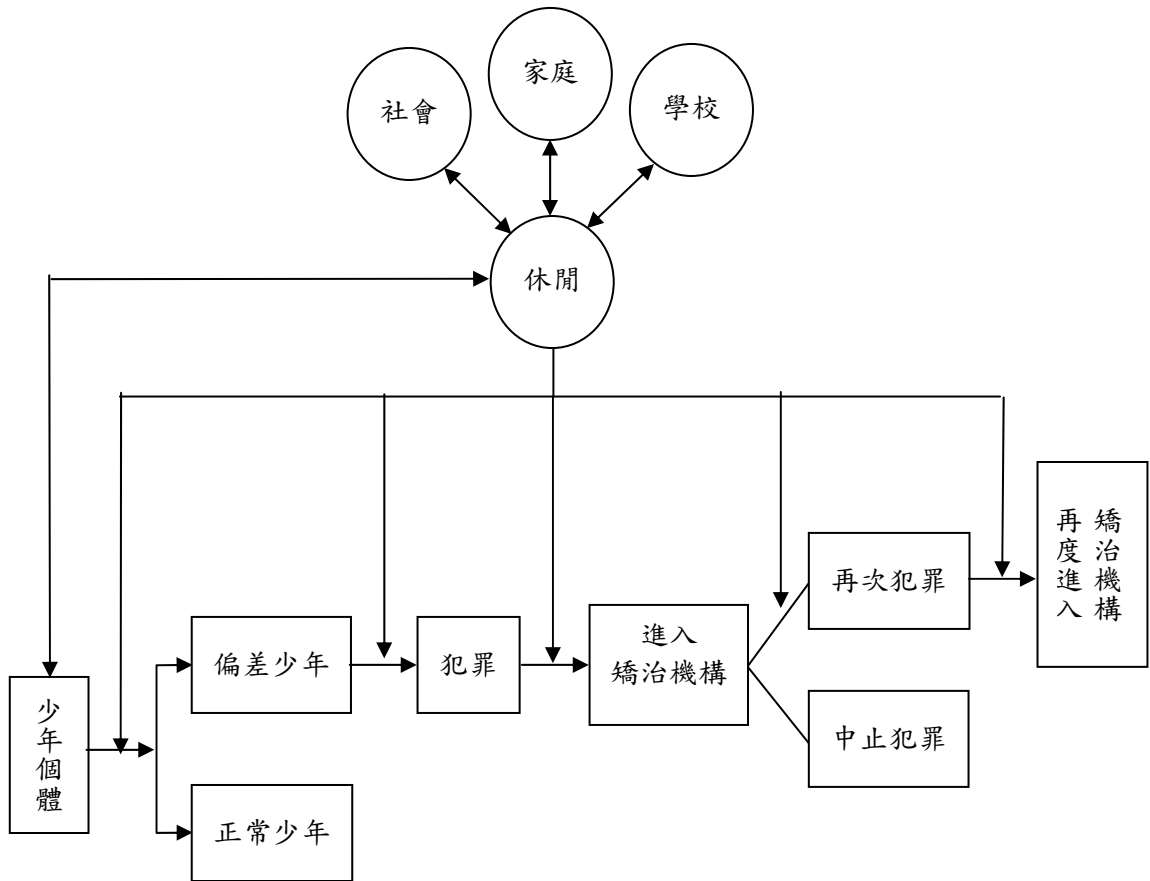 家庭
社會
學校
休閒
再度進入
矯治機構
再次犯罪
進入
矯治機構
偏差少年
犯罪
少年個體
中止犯罪
正常少年